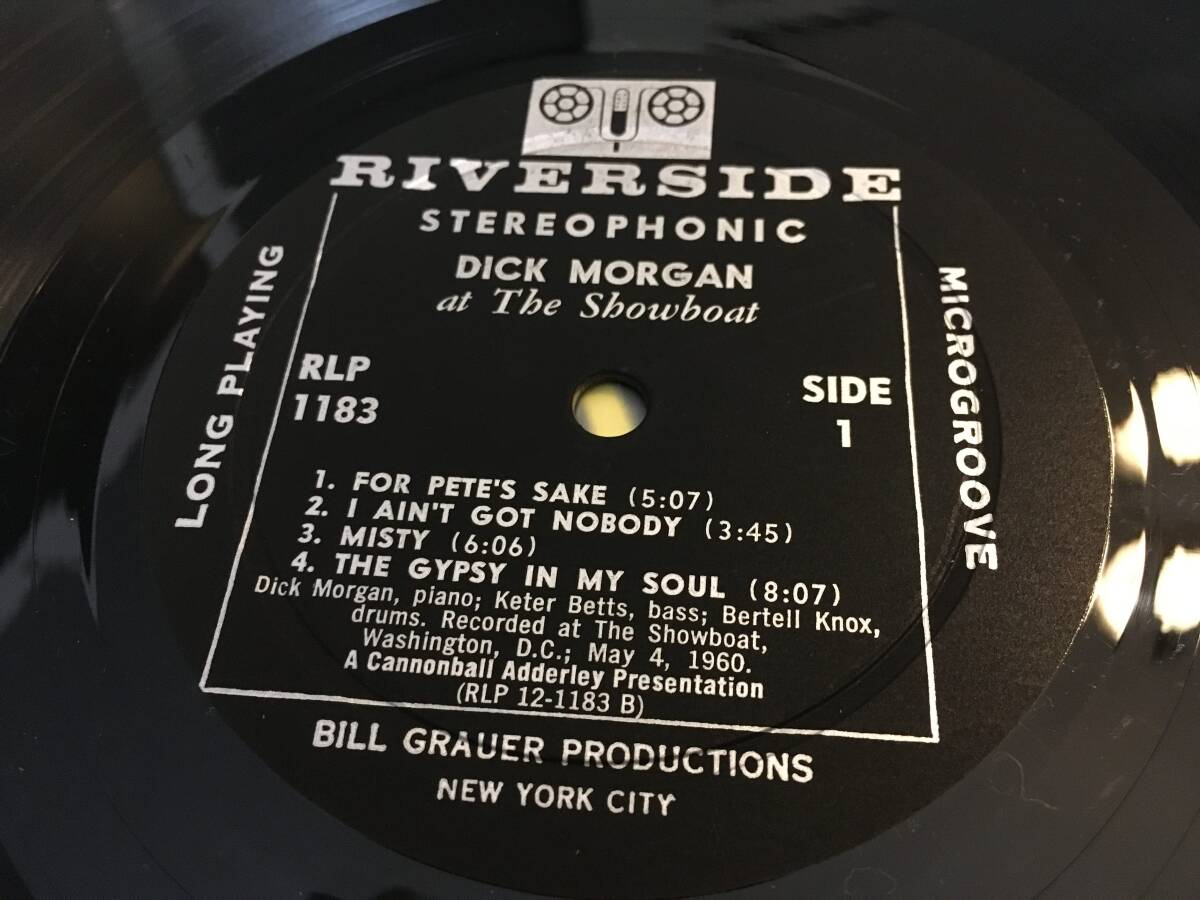 RIVERSIDE
STEREOPHONIC
DICK MORGAN
at The Showboat
LONG PLAYING
RLP
1183
SIDE
1
MICROGROOVE
1. FOR PETE'S SAKE (5:07)
2. I AIN'T GOT NOBODY (3:45)
3. MISTY (6:06)
4. THE GYPSY IN MY SOUL (8:07)
Dick Morgan, piano; Keter Betts, bass; Bertell Knox,
drums. Recorded at The Showboat,
Washington, D.C.; May 4, 1960.
A Cannonball Adderley Presentation
(RLP 12-1183 B)
BILL GRAUER PRODUCTIONS
NEW YORK CITY